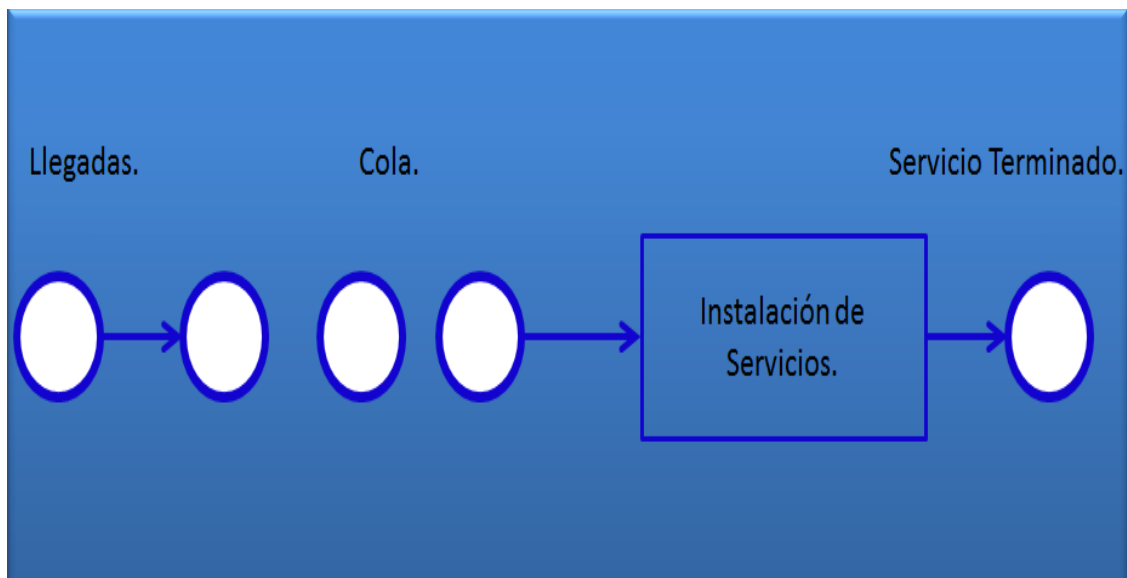 Llegadas.
Cola.
Servicio Terminado.
Instalación de
Servicios.